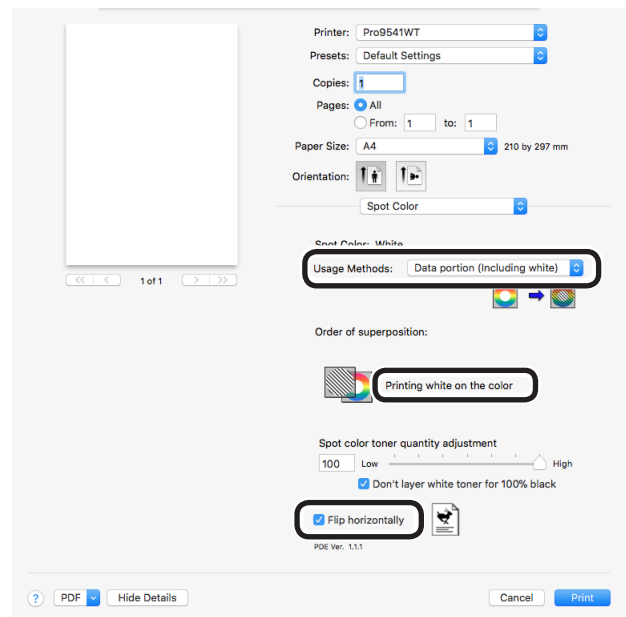 Printer: Pro9541WT
Presets: Default Settings
Copies: 1
Pages: All
From: 1 to: 1
Paper Size: A4 210 by 297 mm
Orientation:
Spot Color
Spot Color: White
Usage Methods: Data portion (Including white)
<< < 1 of 1 > >>
Order of superposition:
Printing white on the color
Spot color toner quantity adjustment
100 Low High
Don't layer white toner for 100% black
Flip horizontally
PDE Ver. 1.1.1
? PDF Hide Details Cancel Print